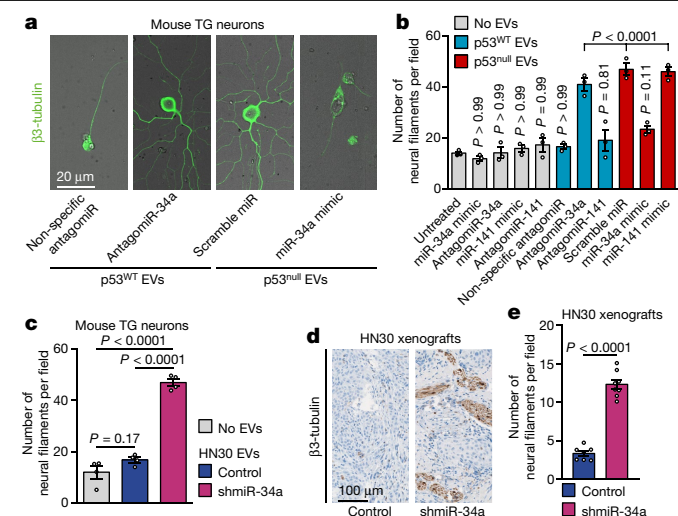 a
Mouse TG neurons
β3-tubulin
20 μm
Non-specific
antagomiR
AntagomiR-34a
Scramble miR
miR-34a mimic
p53WT EVs
p53null EVs
b
No EVs
p53WT EVs
p53null EVs
P < 0.0001
Number of
neural filaments per field
60
40
20
0
P > 0.99
P > 0.99
P > 0.99
P = 0.99
P > 0.99
P = 0.81
P = 0.11
Untreated
miR-34a mimic
AntagomiR-34a
miR-141 mimic
AntagomiR-141
Non-specific antagomiR
AntagomiR-34a
AntagomiR-141
Scramble miR
miR-34a mimic
miR-141 mimic
c
Mouse TG neurons
Number of
neural filaments per field
60
40
20
0
P < 0.0001
P < 0.0001
P = 0.17
No EVs
HN30 EVs
Control
shmiR-34a
d
HN30 xenografts
β3-tubulin
100 μm
Control
shmiR-34a
e
HN30 xenografts
Number of
neural filaments per field
20
15
10
5
0
P < 0.0001
Control
shmiR-34a